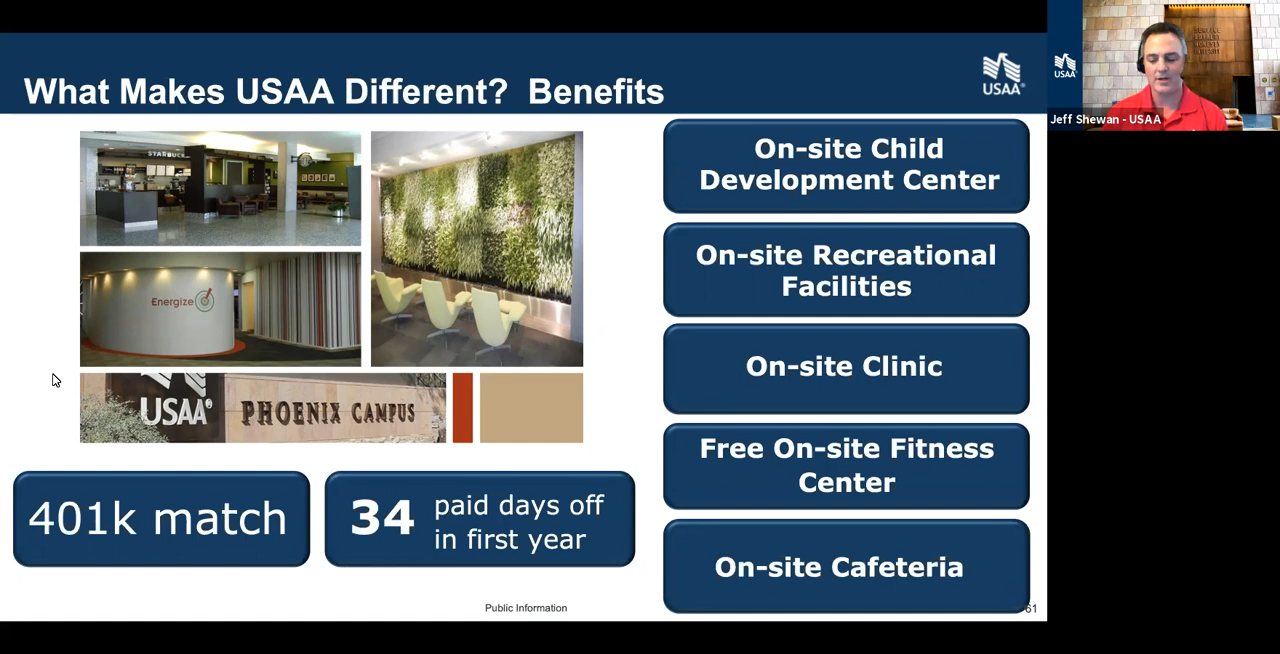 What Makes USAA Different?  Benefits
USAA®
USAA
Jeff Shewan - USAA
STARBUC
Energize
USAA®
PHOENIX CAMPUS
401k match
34
paid days off
in first year
On-site Child
Development Center
On-site Recreational
Facilities
On-site Clinic
Free On-site Fitness
Center
On-site Cafeteria
Public Information
61